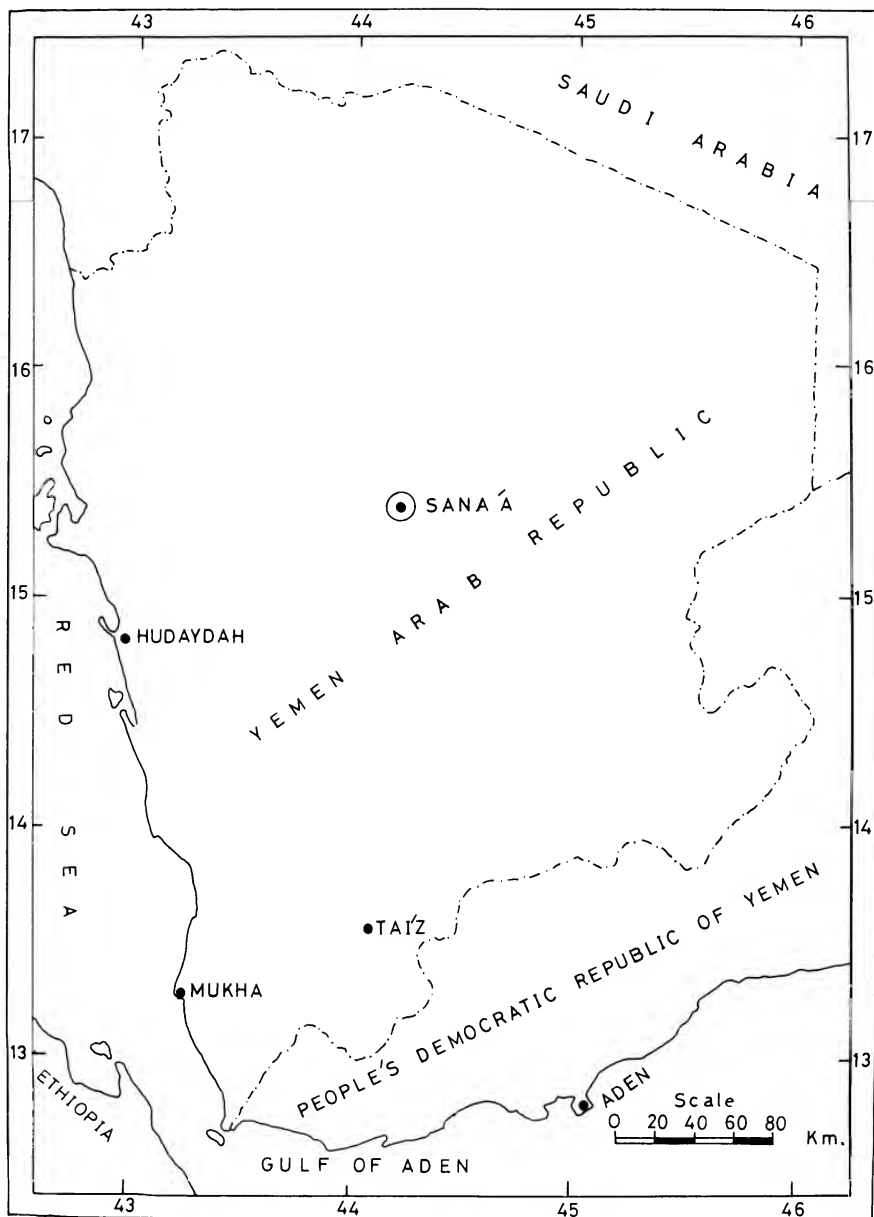 43 44 45 46
SAUDI ARABIA
17 17
16 16
YEMEN ARAB REPUBLIC
SANAÁ
15 15
RED SEA
HUDAYDAH
14 14
TAI'Z
PEOPLE'S DEMOCRATIC REPUBLIC OF YEMEN
MUKHA
13 13
ETHIOPIA
ADEN
Scale
0 20 40 60 80 Km.
GULF OF ADEN
43 44 45 46